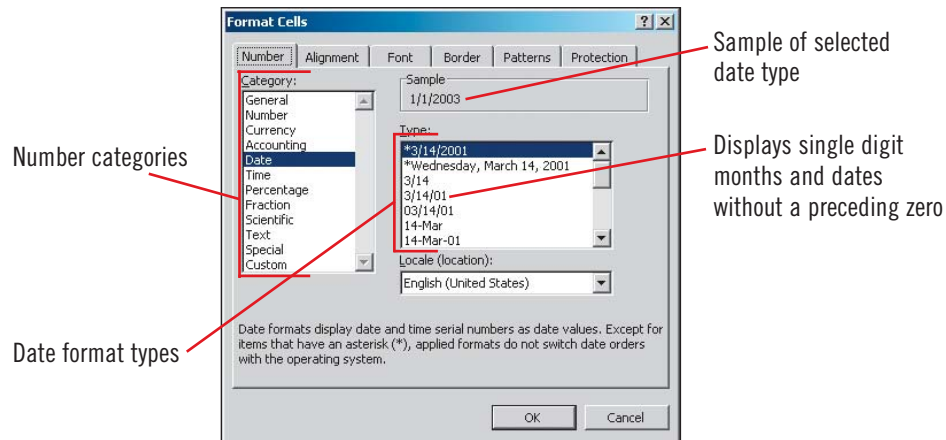 Format Cells
Number Alignment Font Border Patterns Protection
Category:
General
Number
Currency
Accounting
Date
Time
Percentage
Fraction
Scientific
Text
Special
Custom
Sample
1/1/2003
Type:
*3/14/2001
*Wednesday, March 14, 2001
3/14
3/14/01
03/14/01
14-Mar
14-Mar-01
Locale (location):
English (United States)
Date formats display date and time serial numbers as date values. Except for
items that have an asterisk (*), applied formats do not switch date orders
with the operating system.
OK Cancel
Number categories
Date format types
Sample of selected
date type
Displays single digit
months and dates
without a preceding zero